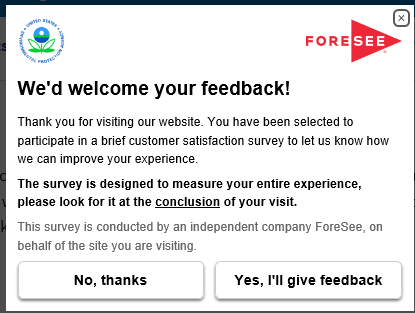 UNITED STATES
ENVIRONMENTAL PROTECTION AGENCY
FORESEE
We'd welcome your feedback!
Thank you for visiting our website. You have been selected to
participate in a brief customer satisfaction survey to let us know how
we can improve your experience.
The survey is designed to measure your entire experience,
please look for it at the conclusion of your visit.
This survey is conducted by an independent company ForeSee, on
behalf of the site you are visiting.
No, thanks
Yes, I'll give feedback